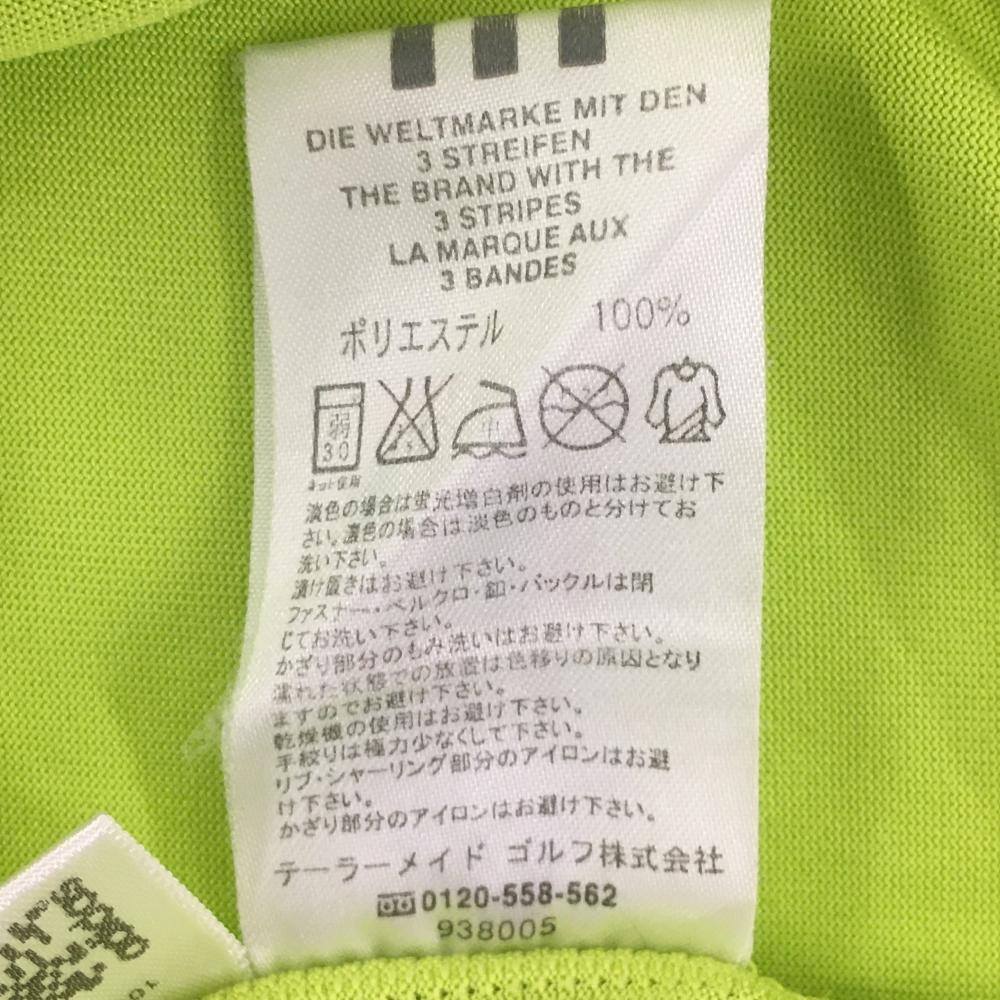 DIE WELTMARKE MIT DEN
3 STREIFEN
THE BRAND WITH THE
3 STRIPES
LA MARQUE AUX
3 BANDES
ポリエステル 100%
弱
30
中
ネット使用
淡色の場合は蛍光増白剤の使用はお避け下
さい。濃色の場合は淡色のものと分けてお
洗い下さい。
漬け置きはお避け下さい。
ファスナー・ベルクロ・釦・バックルは閉
じてお洗い下さい。
かざり部分のもみ洗いはお避け下さい。
濡れた状態での放置は色移りの原因となり
ますのでお避け下さい。
乾燥機の使用はお避け下さい。
手絞りは極力少なくして下さい。
リブ・シャーリング部分のアイロンはお避
け下さい。
かざり部分のアイロンはお避け下さい。
テーラーメイド ゴルフ株式会社
0120-558-562
938005